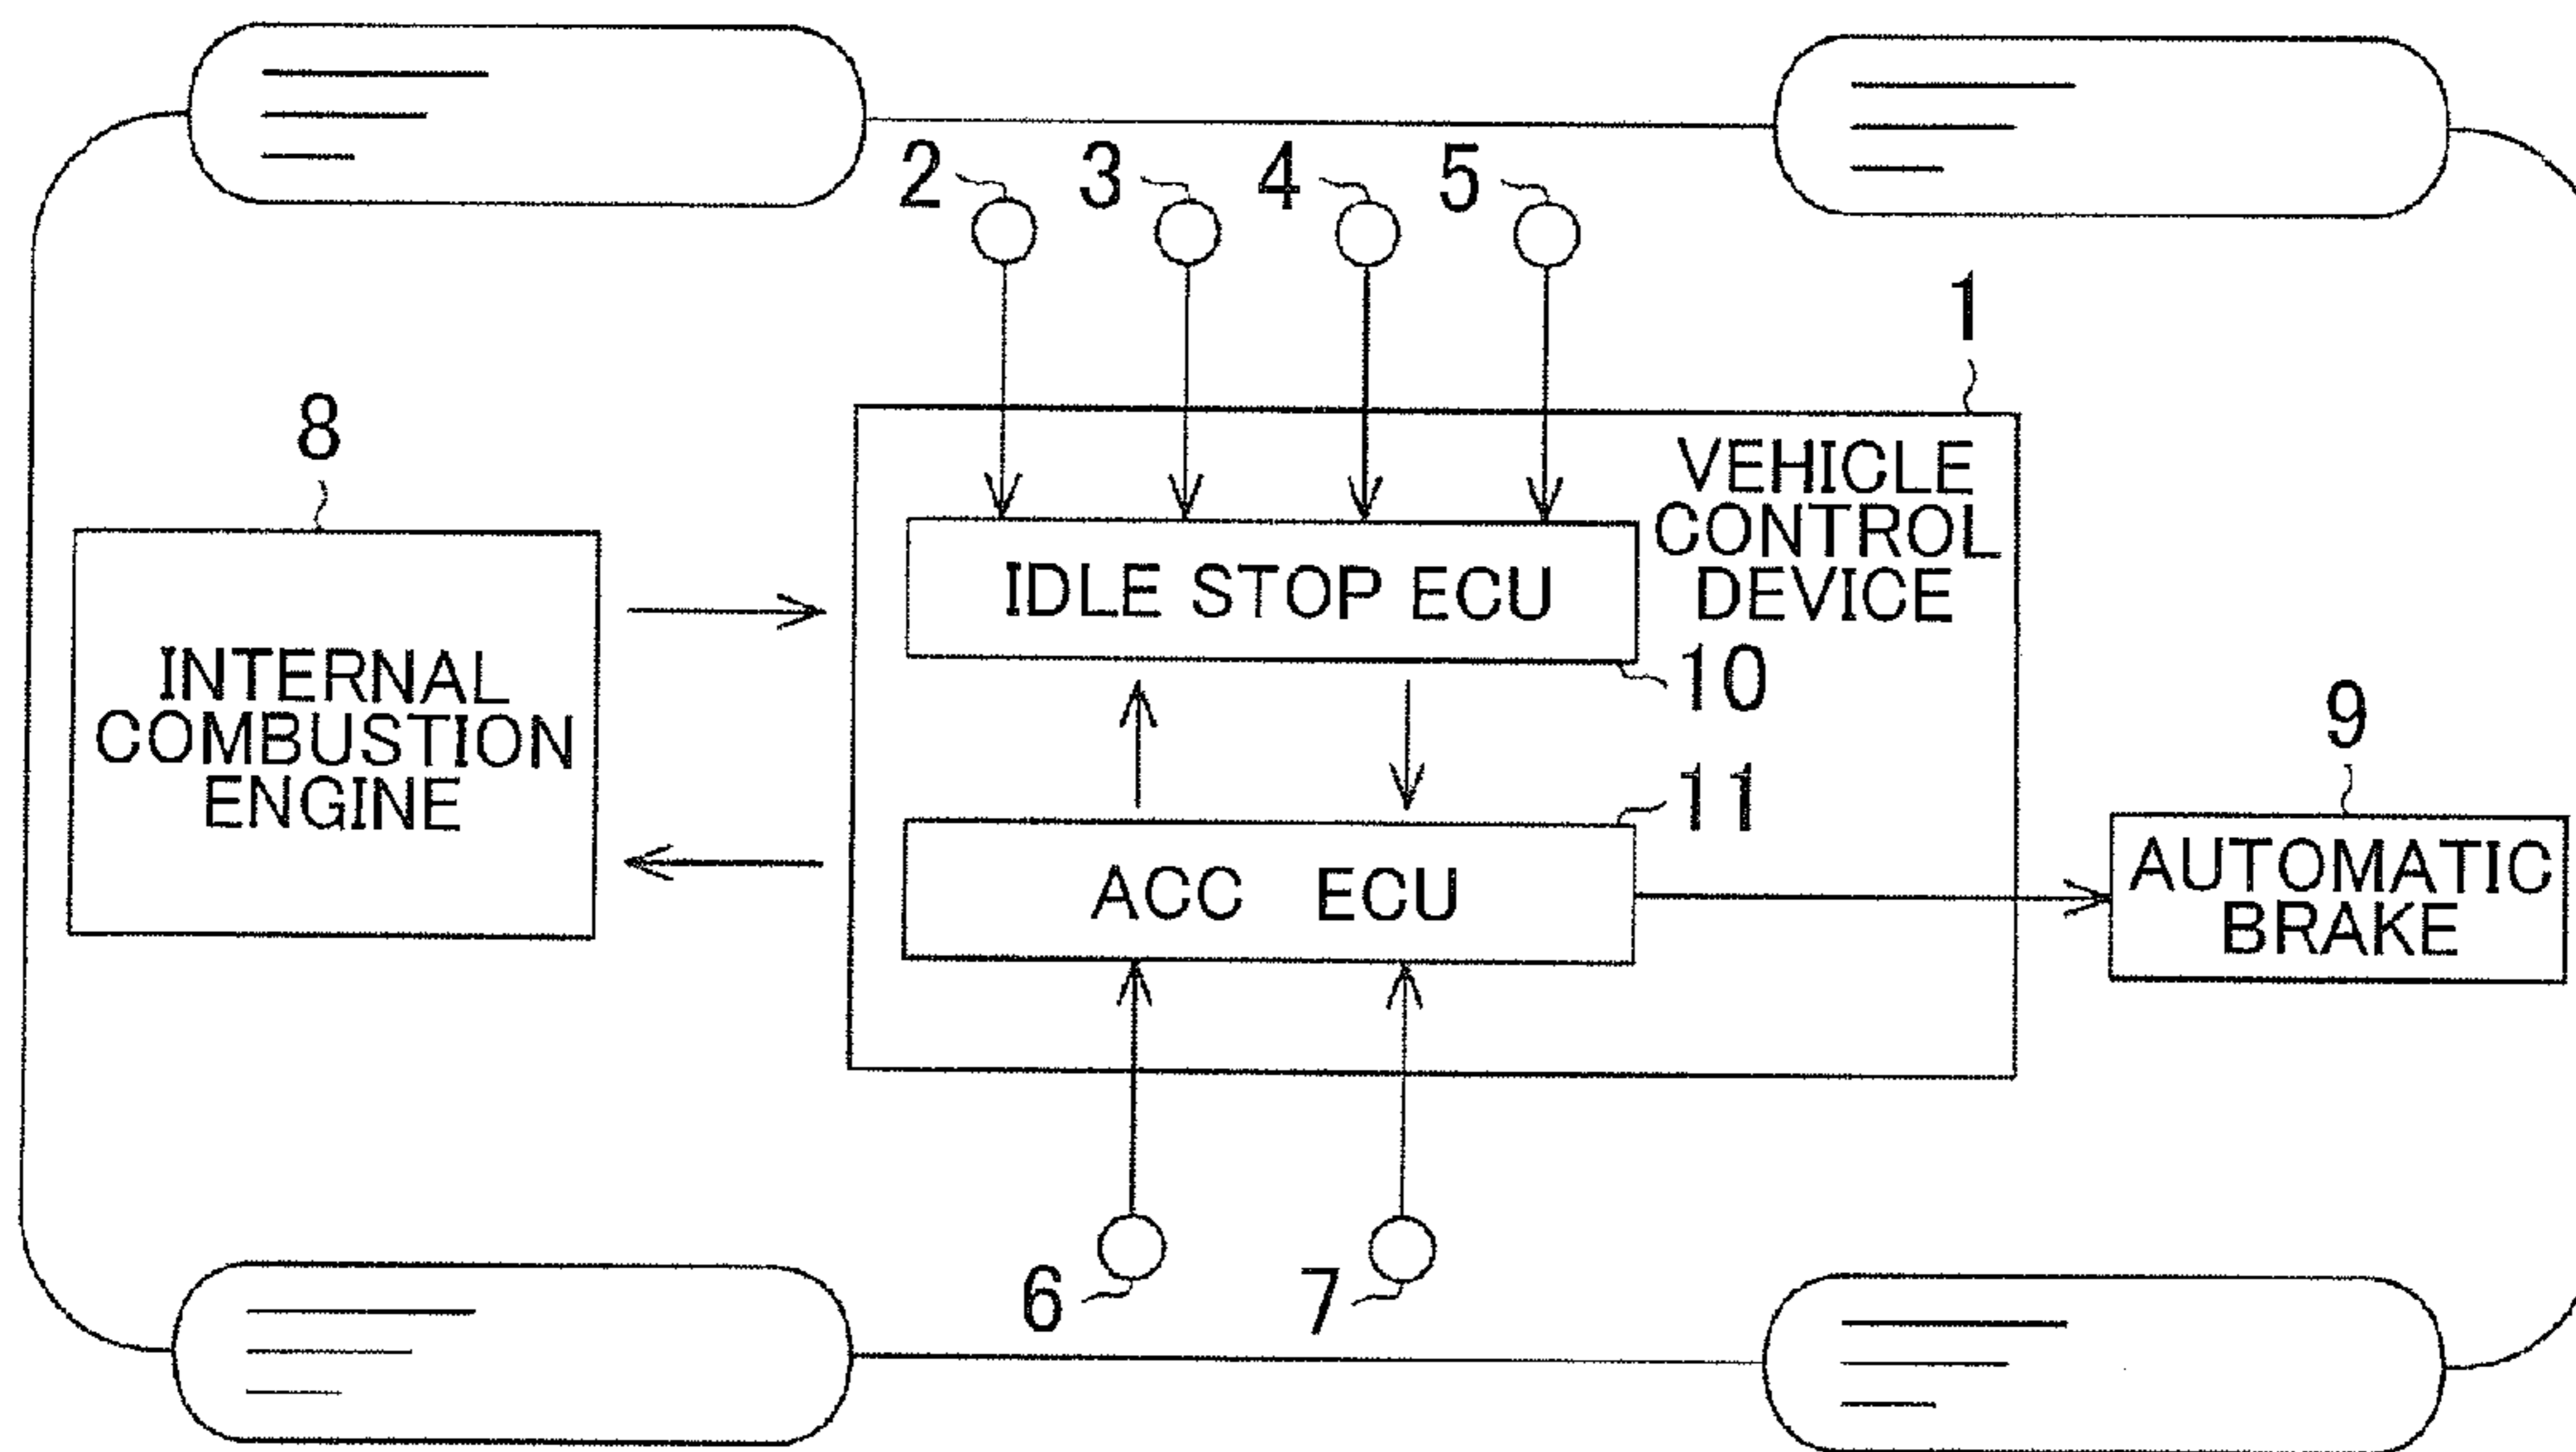 2
3
4
5
1
8
VEHICLE
CONTROL
DEVICE
IDLE STOP ECU
10
INTERNAL
COMBUSTION
ENGINE
9
11
ACC ECU
AUTOMATIC
BRAKE
6
7